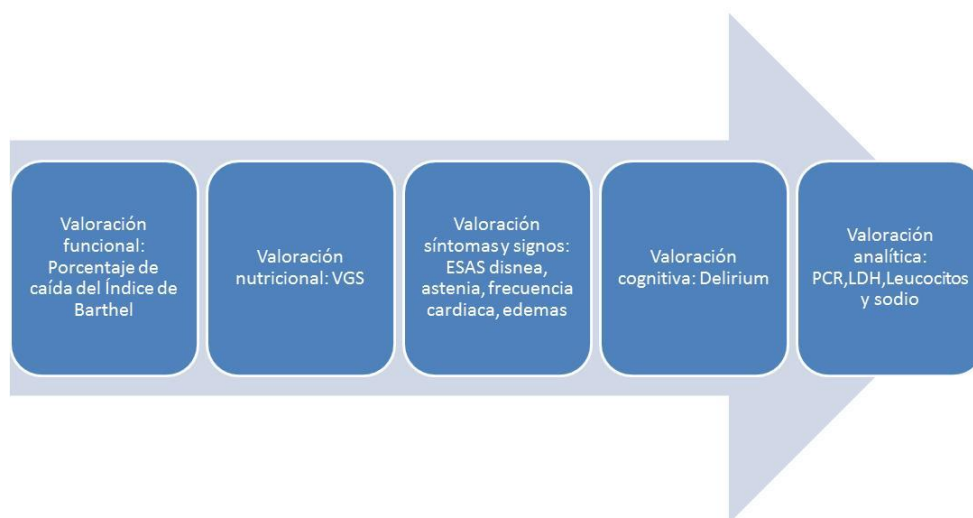 Valoración
funcional:
Porcentaje de
caída del Índice de
Barthel
Valoración
nutricional: VGS
Valoración
síntomas y signos:
ESAS disnea,
astenia, frecuencia
cardiaca, edemas
Valoración
cognitiva: Delirium
Valoración
analítica:
PCR,LDH,Leucocitos
y sodio